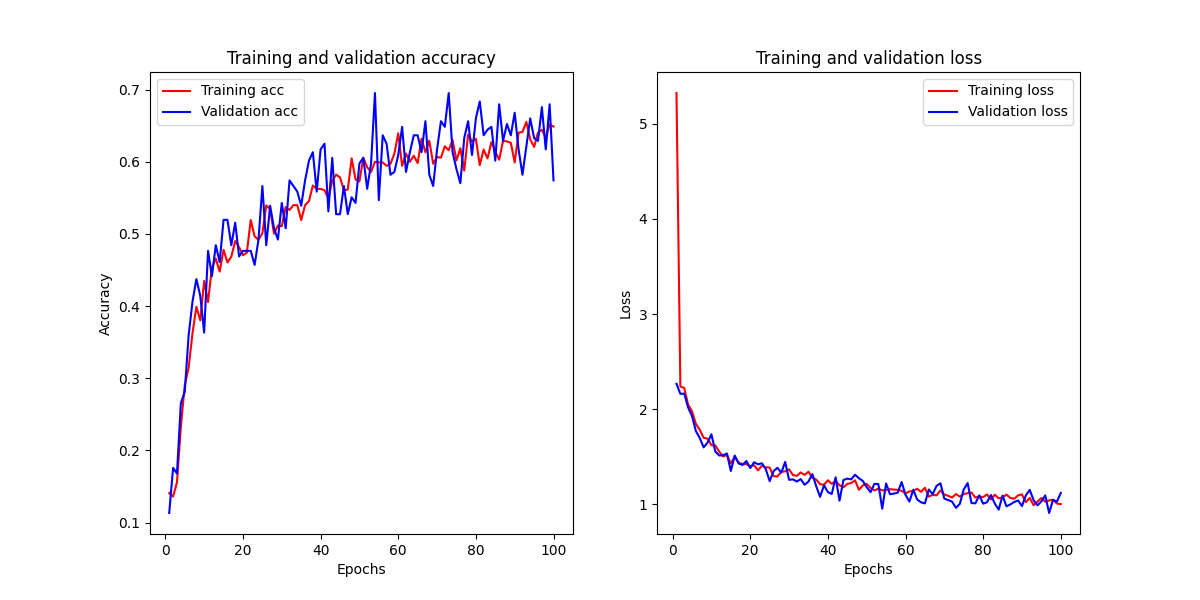 Training and validation accuracy
Training acc
Validation acc
0.7
0.6
0.5
0.4
0.3
0.2
0.1
Accuracy
0 20 40 60 80 100
Epochs
Training and validation loss
Training loss
Validation loss
5
4
3
2
1
Loss
0 20 40 60 80 100
Epochs